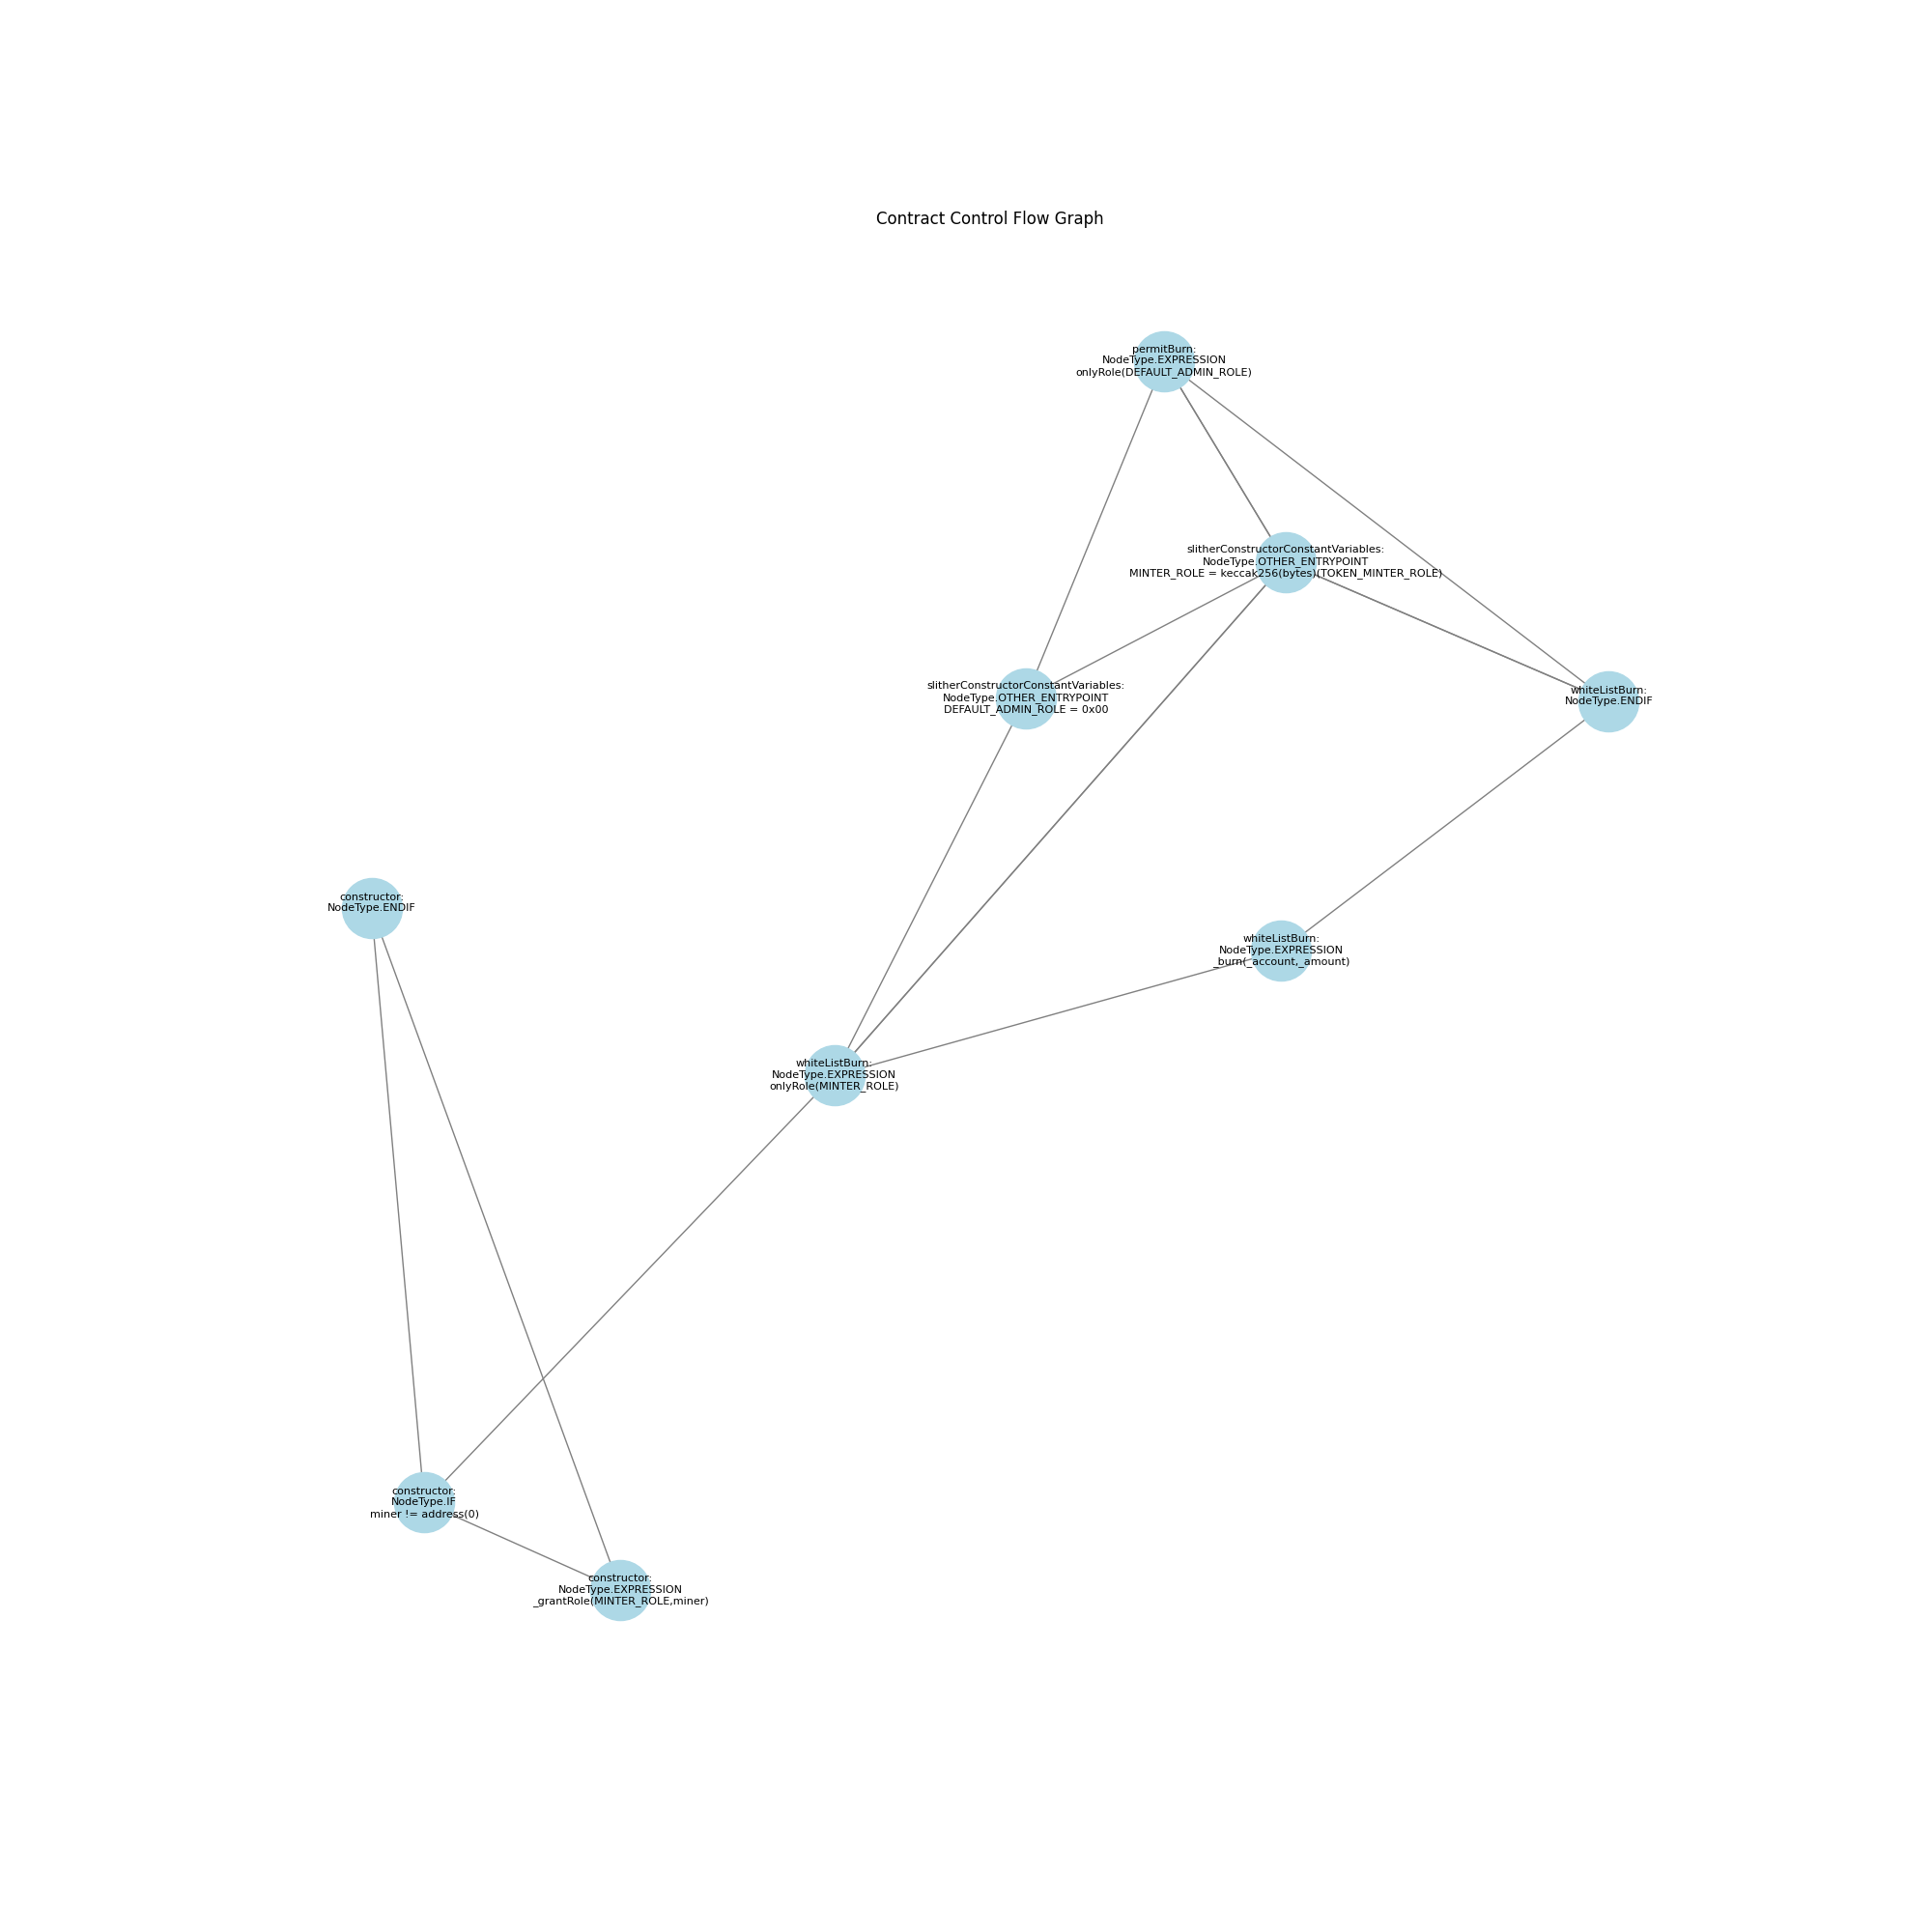 Contract Control Flow Graph
permitBurn:
NodeType.EXPRESSION
onlyRole(DEFAULT_ADMIN_ROLE)
slitherConstructorConstantVariables:
NodeType.OTHER_ENTRYPOINT
MINTER_ROLE = keccak256(bytes)(TOKEN_MINTER_ROLE)
slitherConstructorConstantVariables:
NodeType.OTHER_ENTRYPOINT
DEFAULT_ADMIN_ROLE = 0x00
whiteListBurn:
NodeType.ENDIF
constructor:
NodeType.ENDIF
whiteListBurn:
NodeType.EXPRESSION
_burn(_account,_amount)
whiteListBurn:
NodeType.EXPRESSION
onlyRole(MINTER_ROLE)
constructor:
NodeType.IF
miner != address(0)
constructor:
NodeType.EXPRESSION
_grantRole(MINTER_ROLE,miner)